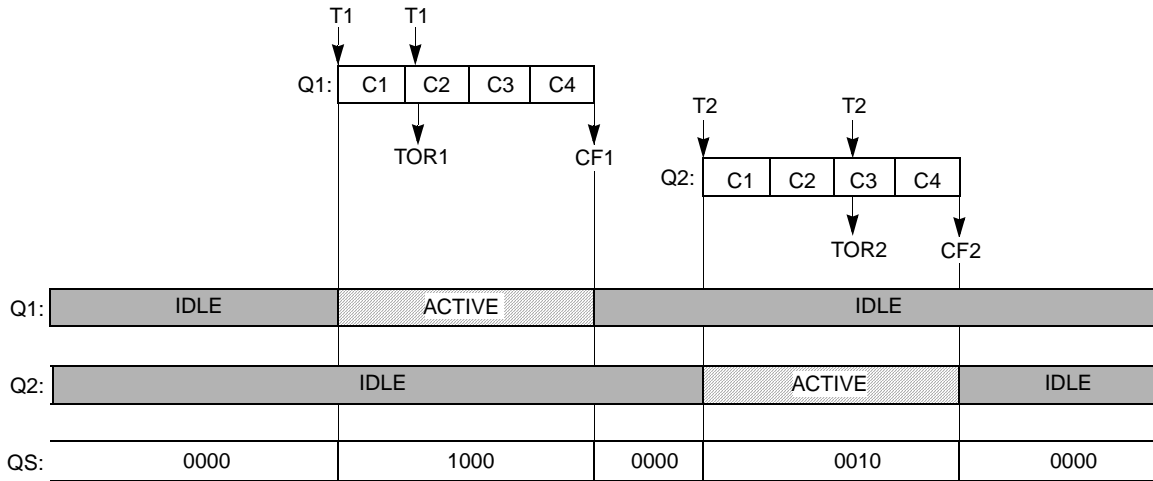 T1 T1
Q1: C1 C2 C3 C4
TOR1 CF1
T2 T2
Q2: C1 C2 C3 C4
TOR2 CF2
Q1: IDLE ACTIVE IDLE
Q2: IDLE ACTIVE IDLE
QS: 0000 1000 0000 0010 0000